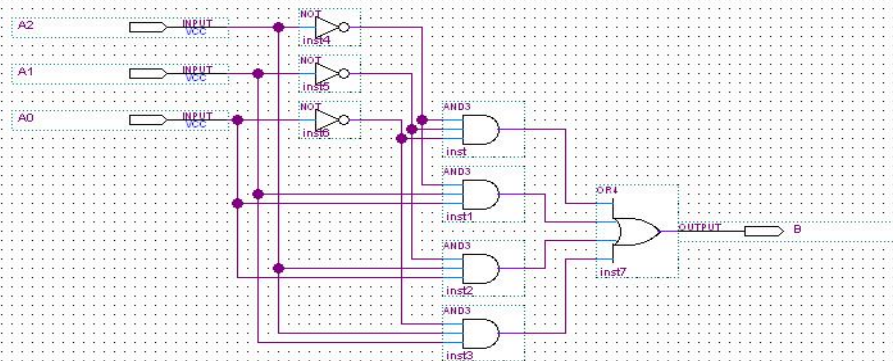 A2
INPUT
VCC
NOT
inst4
A1
INPUT
VCC
NOT
inst5
A0
INPUT
VCC
NOT
inst6
AND3
inst
AND3
inst1
AND3
inst2
AND3
inst3
OR4
inst7
OUTPUT
B